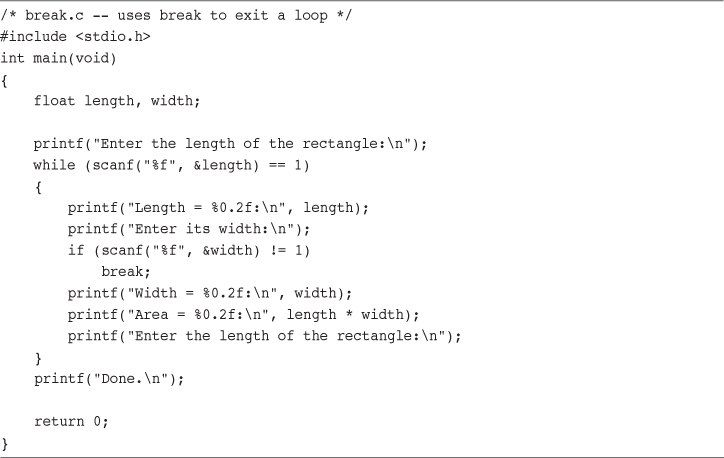 /* break.c -- uses break to exit a loop */
#include <stdio.h>
int main(void)
{
    float length, width;

    printf("Enter the length of the rectangle:\n");
    while (scanf("%f", &length) == 1)
    {
        printf("Length = %0.2f:\n", length);
        printf("Enter its width:\n");
        if (scanf("%f", &width) != 1)
            break;
        printf("Width = %0.2f:\n", width);
        printf("Area = %0.2f:\n", length * width);
        printf("Enter the length of the rectangle:\n");
    }
    printf("Done.\n");

    return 0;
}